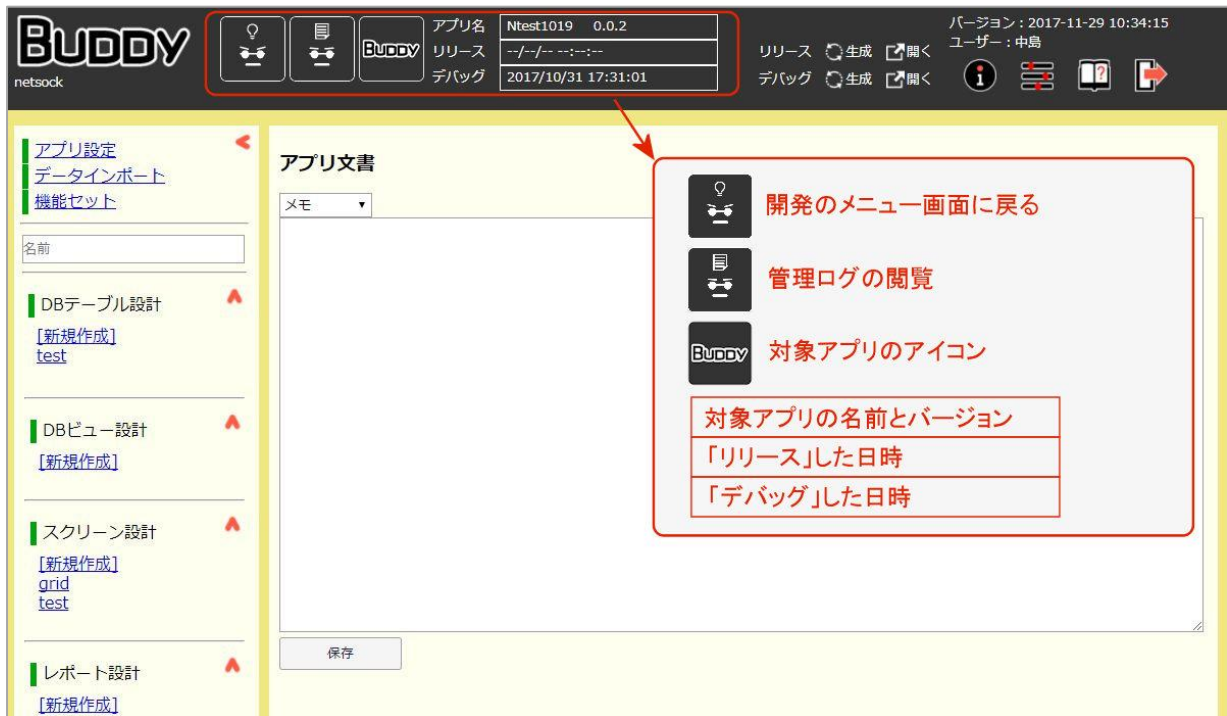 BUDDY
netsock
BUDDY
アプリ名 Ntest1019 0.0.2
リリース --/--/-- --:--:--
デバッグ 2017/10/31 17:31:01
リリース 生成 開く
デバッグ 生成 開く
バージョン : 2017-11-29 10:34:15
ユーザー : 中島
アプリ設定
データインポート
機能セット
名前
DBテーブル設計
[新規作成]
test
DBビュー設計
[新規作成]
スクリーン設計
[新規作成]
grid
test
レポート設計
[新規作成]
アプリ文書
メモ
保存
開発のメニュー画面に戻る
管理ログの閲覧
BUDDY 対象アプリのアイコン
対象アプリの名前とバージョン
「リリース」した日時
「デバッグ」した日時